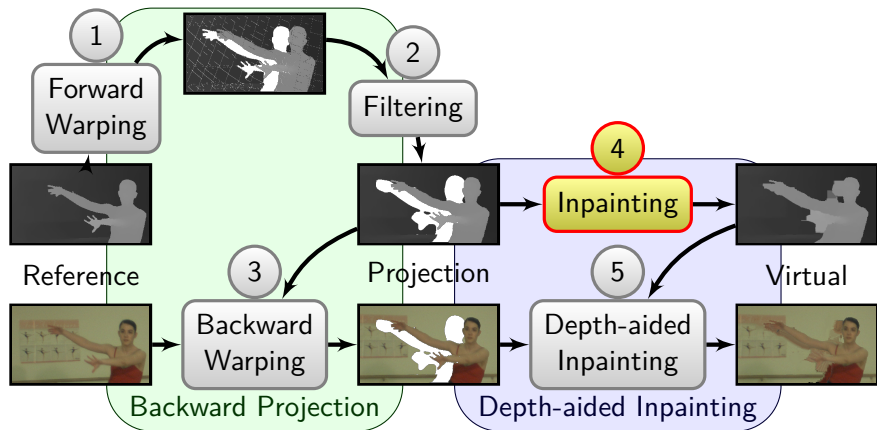 1
Forward
Warping
2
Filtering
4
Inpainting
Reference
3
Projection
5
Virtual
Backward
Warping
Depth-aided
Inpainting
Backward Projection
Depth-aided Inpainting